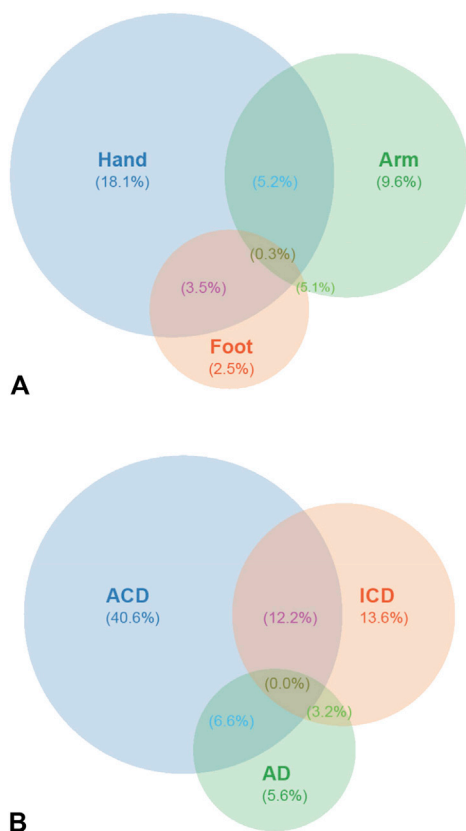 Hand
(18.1%)
Arm
(9.6%)
(5.2%)
(0.3%)
(3.5%)
(5.1%)
Foot
(2.5%)
A
ACD
(40.6%)
ICD
13.6%)
(12.2%)
(0.0%)
(3.2%)
(6.6%)
AD
(5.6%)
B